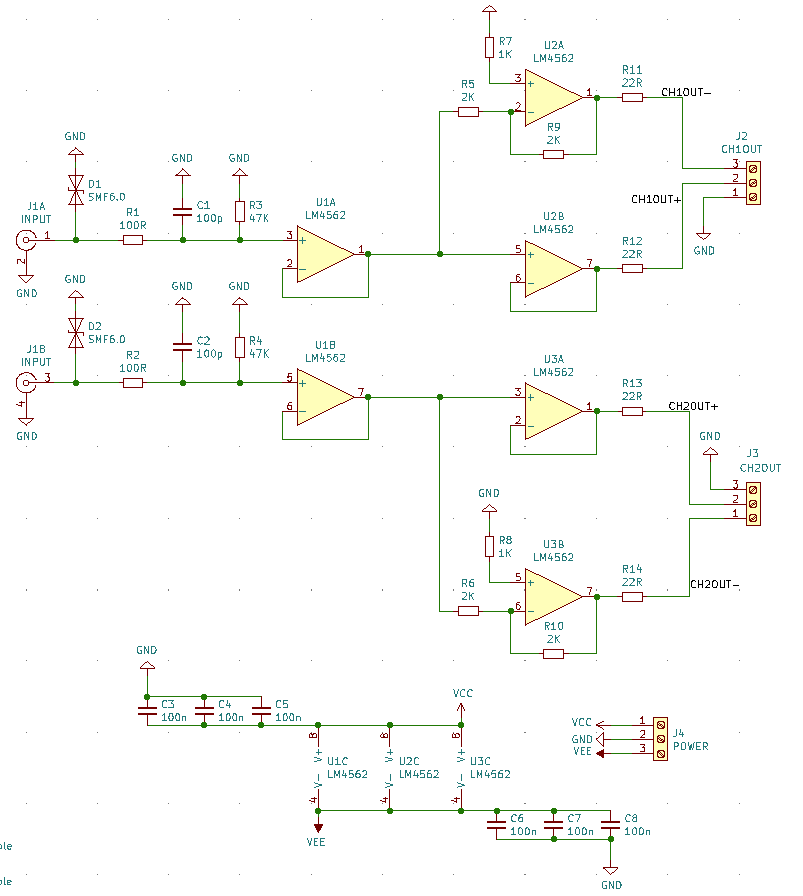 R7
1K
U2A
LM4562
3
+
1
2
−
R5
2K
R9
2K
R11
22R
CH1OUT−
J2
CH1OUT
3
2
1
GND
GND
D1
SMF6.0
GND
C1
100p
GND
R3
47K
J1A
INPUT
1
2
GND
R1
100R
U1A
LM4562
3
+
1
2
−
U2B
LM4562
5
+
7
6
−
R12
22R
CH1OUT+
GND
D2
SMF6.0
GND
C2
100p
GND
R4
47K
J1B
INPUT
3
4
GND
R2
100R
U1B
LM4562
5
+
7
6
−
U3A
LM4562
3
+
1
2
−
R13
22R
CH2OUT+
GND
J3
CH2OUT
3
2
1
GND
R8
1K
U3B
LM4562
5
+
7
6
−
R6
2K
R10
2K
R14
22R
CH2OUT−
GND
C3
100n
C4
100n
C5
100n
VCC
8
V+
U1C
LM4562
V−
4
8
V+
U2C
LM4562
V−
4
8
V+
U3C
LM4562
V−
4
VEE
C6
100n
C7
100n
C8
100n
GND
VCC
1
GND
2
VEE
3
J4
POWER
ple
ple